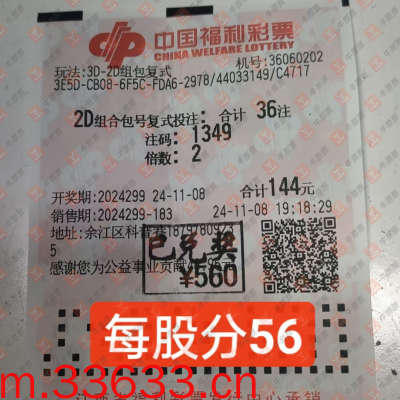 中国福利彩票
CHINA WELFARE LOTTERY
玩法:3D-2D组包复式 机号:36060202
3E5D-CB08-6F5C-FDA6-2978/44033149/C4717
2D组合包号复式投注: 合计 36注
注码: 1349
倍数: 2
开奖期:2024299 24-11-08 合计144元
销售期:2024299-183 24-11-08 19:18:29
地址:余江区科
5
感谢您为公益事业贡献
已兑奖
¥560
每股分56
m.33633.cn